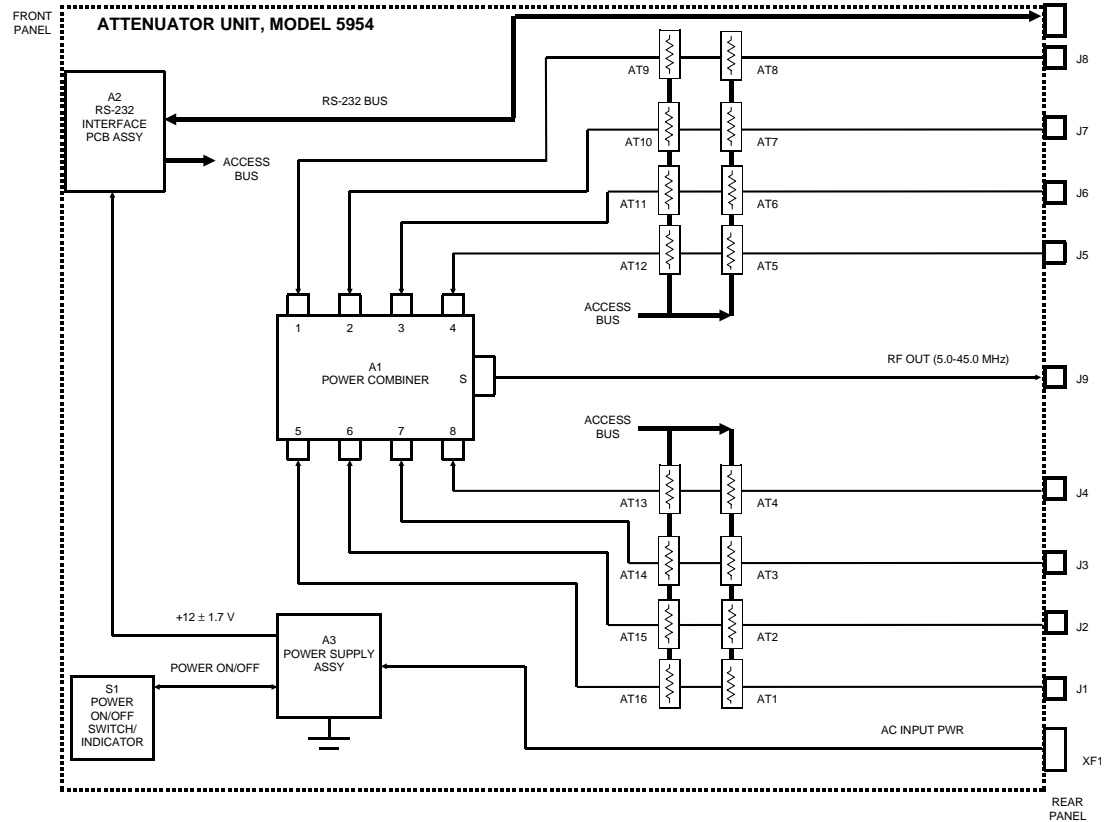 FRONT
PANEL
ATTENUATOR UNIT, MODEL 5954
J8
AT9
AT8
A2
RS-232
INTERFACE
PCB ASSY
RS-232 BUS
J7
AT10
AT7
ACCESS
BUS
J6
AT11
AT6
J5
AT12
AT5
ACCESS
BUS
1
2
3
4
A1
POWER COMBINER
S
RF OUT (5.0-45.0 MHz)
J9
5
6
7
8
ACCESS
BUS
J4
AT13
AT4
J3
AT14
AT3
+12 ± 1.7 V
J2
AT15
AT2
A3
POWER SUPPLY
ASSY
POWER ON/OFF
J1
AT16
AT1
S1
POWER
ON/OFF
SWITCH/
INDICATOR
AC INPUT PWR
XF1
REAR
PANEL